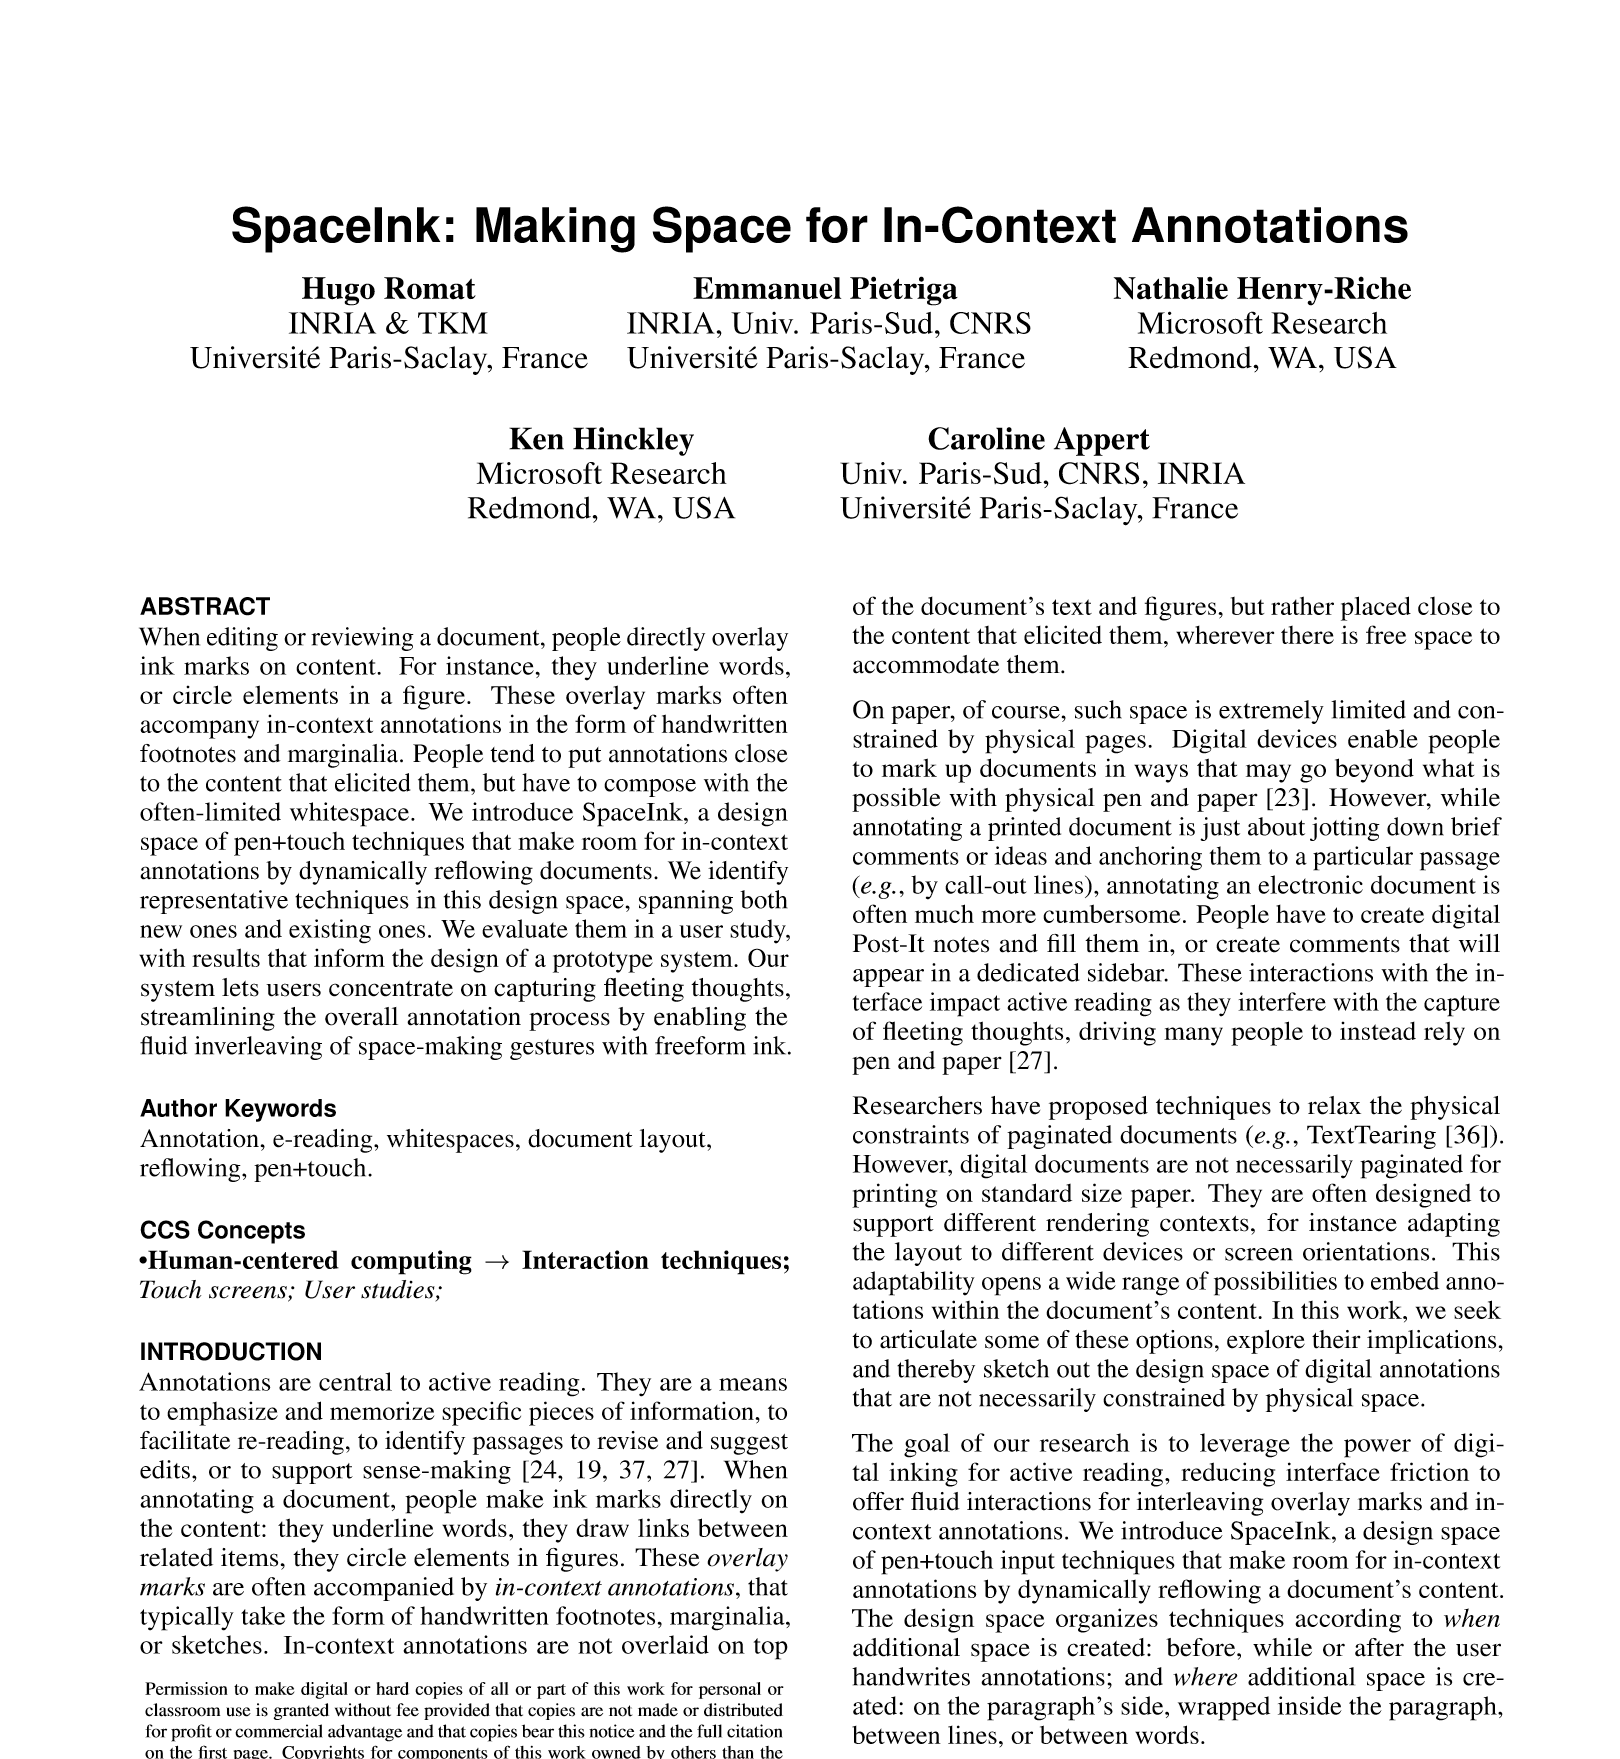 SpaceInk: Making Space for In-Context Annotations
Hugo Romat
INRIA & TKM
Université Paris-Saclay, France
Emmanuel Pietriga
INRIA, Univ. Paris-Sud, CNRS
Université Paris-Saclay, France
Nathalie Henry-Riche
Microsoft Research
Redmond, WA, USA
Ken Hinckley
Microsoft Research
Redmond, WA, USA
Caroline Appert
Univ. Paris-Sud, CNRS, INRIA
Université Paris-Saclay, France
ABSTRACT
When editing or reviewing a document, people directly overlay
ink marks on content. For instance, they underline words,
or circle elements in a figure. These overlay marks often
accompany in-context annotations in the form of handwritten
footnotes and marginalia. People tend to put annotations close
to the content that elicited them, but have to compose with the
often-limited whitespace. We introduce SpaceInk, a design
space of pen+touch techniques that make room for in-context
annotations by dynamically reflowing documents. We identify
representative techniques in this design space, spanning both
new ones and existing ones. We evaluate them in a user study,
with results that inform the design of a prototype system. Our
system lets users concentrate on capturing fleeting thoughts,
streamlining the overall annotation process by enabling the
fluid inverleaving of space-making gestures with freeform ink.
Author Keywords
Annotation, e-reading, whitespaces, document layout,
reflowing, pen+touch.
CCS Concepts
•Human-centered computing → Interaction techniques;
Touch screens; User studies;
INTRODUCTION
Annotations are central to active reading. They are a means
to emphasize and memorize specific pieces of information, to
facilitate re-reading, to identify passages to revise and suggest
edits, or to support sense-making [24, 19, 37, 27]. When
annotating a document, people make ink marks directly on
the content: they underline words, they draw links between
related items, they circle elements in figures. These overlay
marks are often accompanied by in-context annotations, that
typically take the form of handwritten footnotes, marginalia,
or sketches. In-context annotations are not overlaid on top
Permission to make digital or hard copies of all or part of this work for personal or
classroom use is granted without fee provided that copies are not made or distributed
for profit or commercial advantage and that copies bear this notice and the full citation
on the first page. Copyrights for components of this work owned by others than the
of the document's text and figures, but rather placed close to
the content that elicited them, wherever there is free space to
accommodate them.
On paper, of course, such space is extremely limited and con-
strained by physical pages. Digital devices enable people
to mark up documents in ways that may go beyond what is
possible with physical pen and paper [23]. However, while
annotating a printed document is just about jotting down brief
comments or ideas and anchoring them to a particular passage
(e.g., by call-out lines), annotating an electronic document is
often much more cumbersome. People have to create digital
Post-It notes and fill them in, or create comments that will
appear in a dedicated sidebar. These interactions with the in-
terface impact active reading as they interfere with the capture
of fleeting thoughts, driving many people to instead rely on
pen and paper [27].
Researchers have proposed techniques to relax the physical
constraints of paginated documents (e.g., TextTearing [36]).
However, digital documents are not necessarily paginated for
printing on standard size paper. They are often designed to
support different rendering contexts, for instance adapting
the layout to different devices or screen orientations. This
adaptability opens a wide range of possibilities to embed anno-
tations within the document's content. In this work, we seek
to articulate some of these options, explore their implications,
and thereby sketch out the design space of digital annotations
that are not necessarily constrained by physical space.
The goal of our research is to leverage the power of digi-
tal inking for active reading, reducing interface friction to
offer fluid interactions for interleaving overlay marks and in-
context annotations. We introduce SpaceInk, a design space
of pen+touch input techniques that make room for in-context
annotations by dynamically reflowing a document's content.
The design space organizes techniques according to when
additional space is created: before, while or after the user
handwrites annotations; and where additional space is cre-
ated: on the paragraph's side, wrapped inside the paragraph,
between lines, or between words.